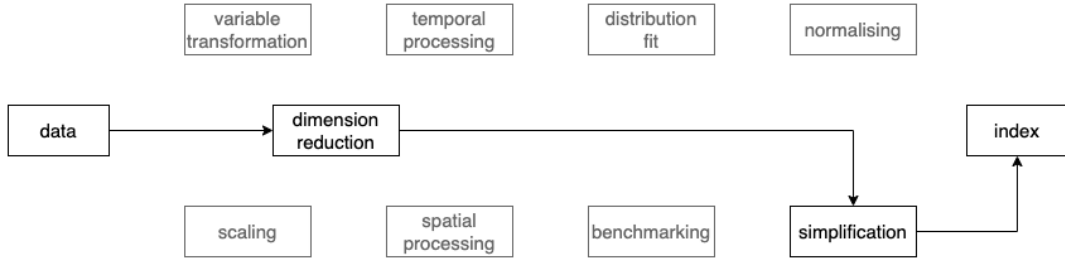 variable
transformation
temporal
processing
distribution
fit
normalising
data
dimension
reduction
index
scaling
spatial
processing
benchmarking
simplification